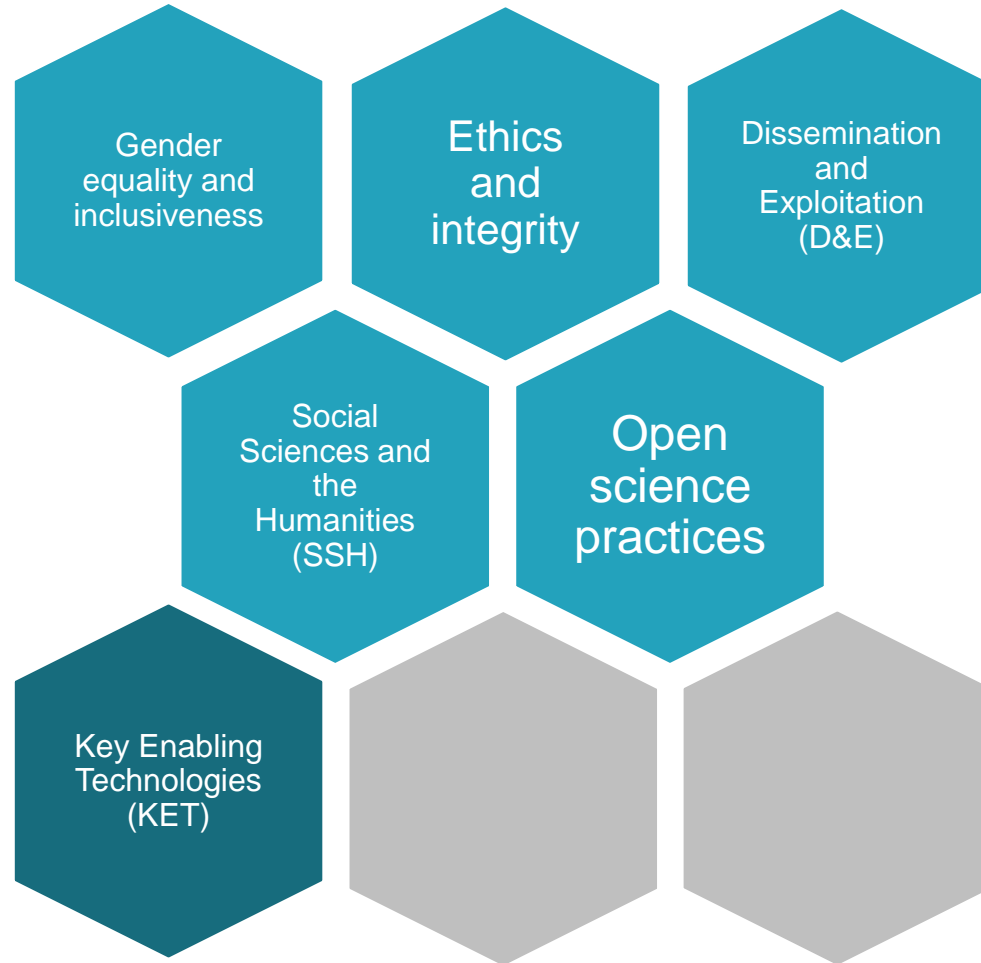 Gender
equality and
inclusiveness
Ethics
and
integrity
Dissemination
and
Exploitation
(D&E)
Social
Sciences and
the
Humanities
(SSH)
Open
science
practices
Key Enabling
Technologies
(KET)